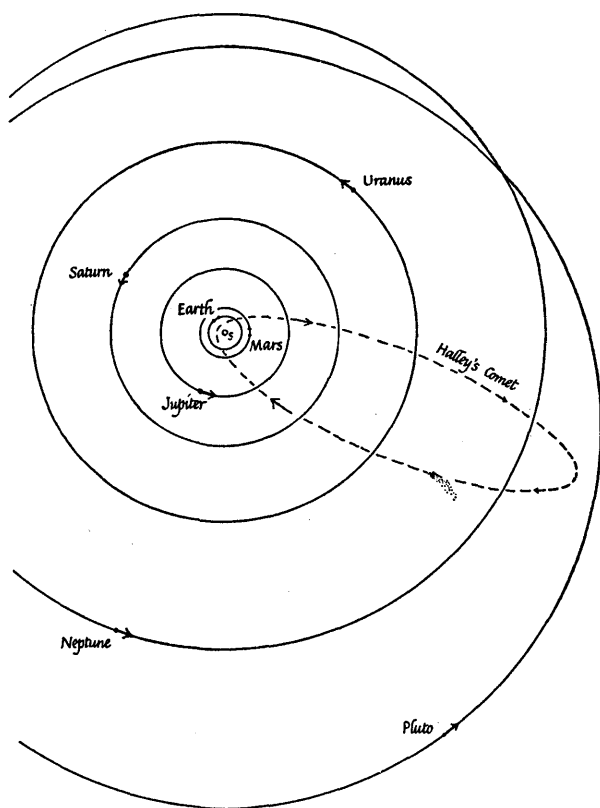 Uranus
Saturn
Earth
S
Mars
Halley's Comet
Jupiter
Neptune
Pluto